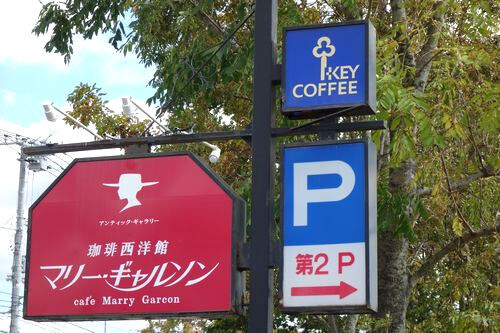 アンティック・ギャラリー
珈琲西洋館
マリー・ギャルソン
cafe Marry Garcon
KEY
COFFEE
P
第2 P